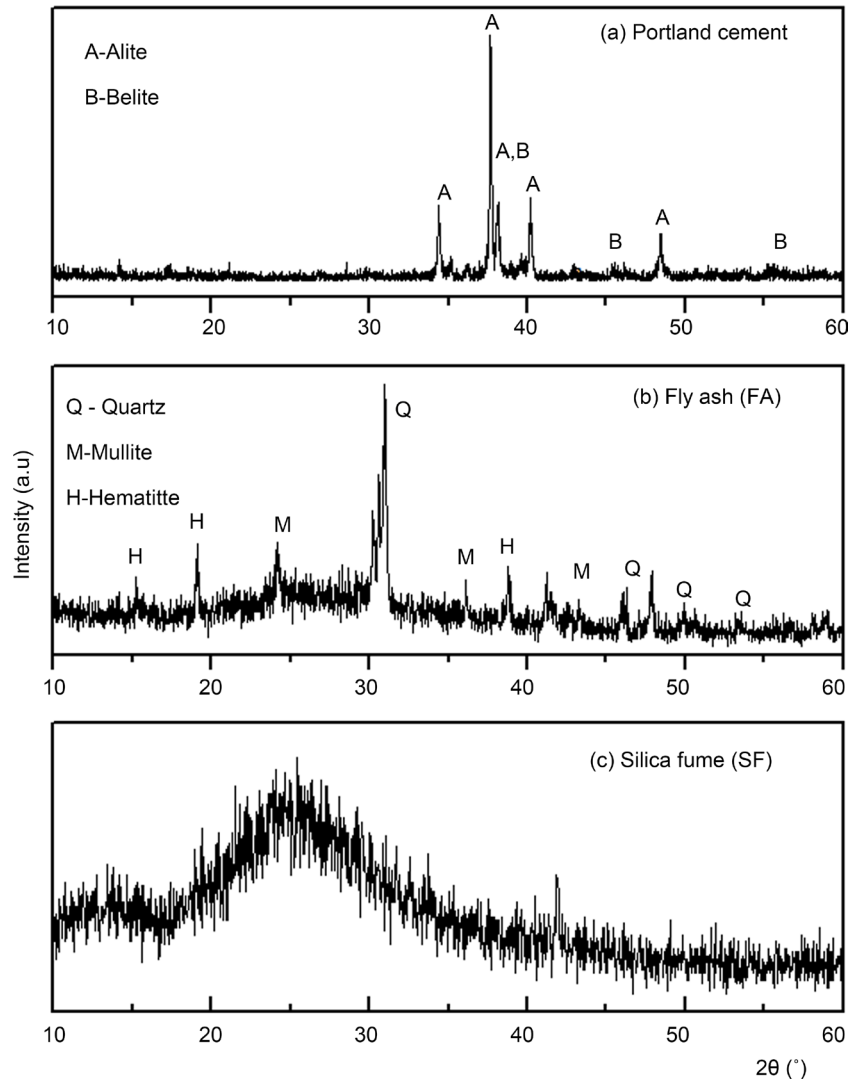 A
(a) Portland cement
A-Alite
B-Belite
A,B
A
A
A
B
B
10
20
30
40
50
60
Intensity (a.u)
Q - Quartz
(b) Fly ash (FA)
Q
M-Mullite
H-Hematitte
H
H
M
M
H
M
Q
Q
Q
10
20
30
40
50
60
(c) Silica fume (SF)
10
20
30
40
50
60
2θ (˚)